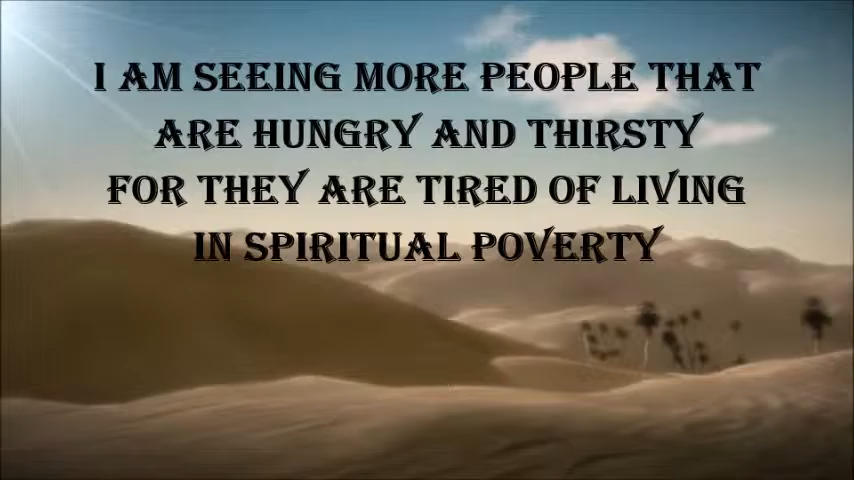 I AM SEEING MORE PEOPLE THAT
ARE HUNGRY AND THIRSTY
FOR THEY ARE TIRED OF LIVING
IN SPIRITUAL POVERTY